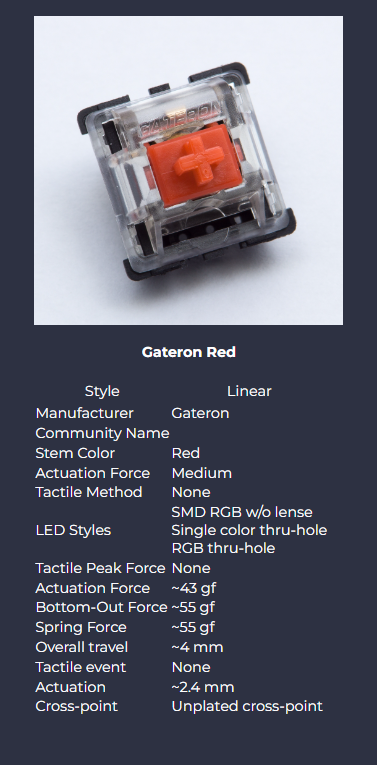 GATERON
Gateron Red
Style Linear
Manufacturer Gateron
Community Name
Stem Color Red
Actuation Force Medium
Tactile Method None
SMD RGB w/o lense
LED Styles Single color thru-hole
RGB thru-hole
Tactile Peak Force None
Actuation Force ~43 gf
Bottom-Out Force ~55 gf
Spring Force ~55 gf
Overall travel ~4 mm
Tactile event None
Actuation ~2.4 mm
Cross-point Unplated cross-point